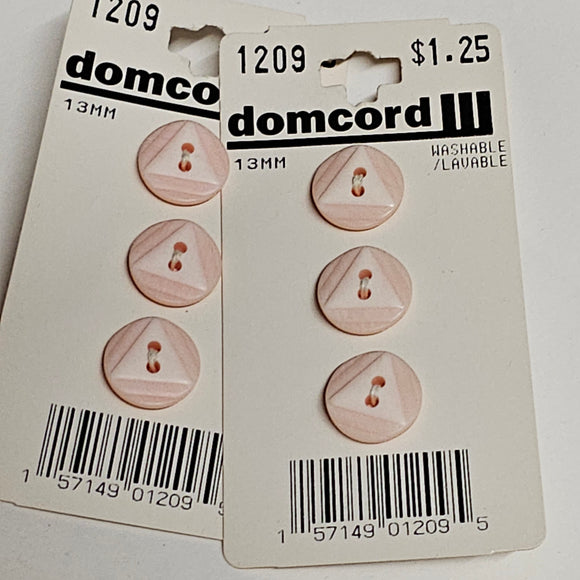 1209
domco
13MM
1 57149 01209
1209 $1.25
domcord
13MM WASHABLE
/LAVABLE
1 57149 01209 5